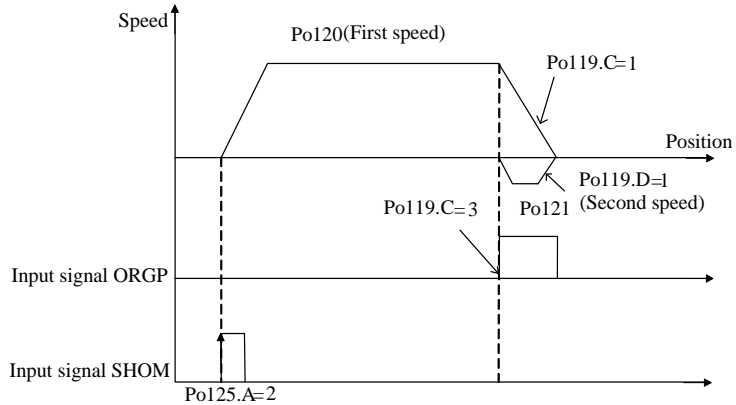 Speed
Po120(First speed)
Po119.C=1
Position
Po119.D=1
Po119.C=3
Po121
(Second speed)
Input signal ORGP
Input signal SHOM
Po125.A=2